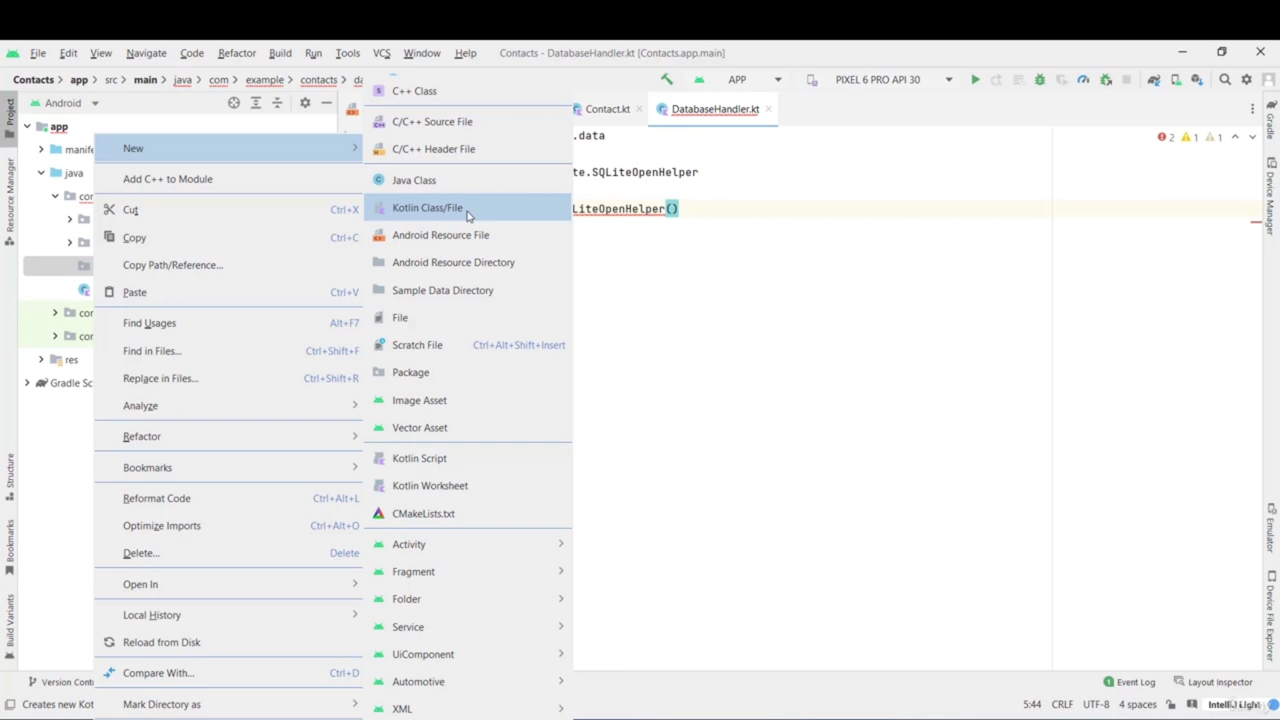 File Edit View Navigate Code Refactor Build Run Tools VCS Window Help Contacts - DatabaseHandler.kt [Contacts.app.main]
Contacts app src main java com example contacts APP PIXEL 6 PRO API 30
Android
Contact.kt DatabaseHandler.kt
app
java
res
New
Add C++ to Module
Cut Ctrl+X
Copy Ctrl+C
Copy Path/Reference...
Paste Ctrl+V
Find Usages Alt+F7
Find in Files... Ctrl+Shift+F
Replace in Files... Ctrl+Shift+R
Analyze
Refactor
Bookmarks
Reformat Code Ctrl+Alt+L
Optimize Imports Ctrl+Alt+O
Delete... Delete
Open In
Local History
Reload from Disk
Compare With... Ctrl+D
Mark Directory as
C++ Class
C/C++ Source File
C/C++ Header File
Java Class
Kotlin Class/File
Android Resource File
Android Resource Directory
Sample Data Directory
File
Scratch File Ctrl+Alt+Shift+Insert
Package
Image Asset
Vector Asset
Kotlin Script
Kotlin Worksheet
CMakeLists.txt
Activity
Fragment
Folder
Service
UiComponent
Automotive
XML
.data
te.SQLiteOpenHelper
LiteOpenHelper()
2 1 1
Project
Resource Manager
Structure
Bookmarks
Build Variants
Gradle
Device Manager
Emulator
Device File Explorer
Event Log Layout Inspector
5:44 CRLF UTF-8 4 spaces